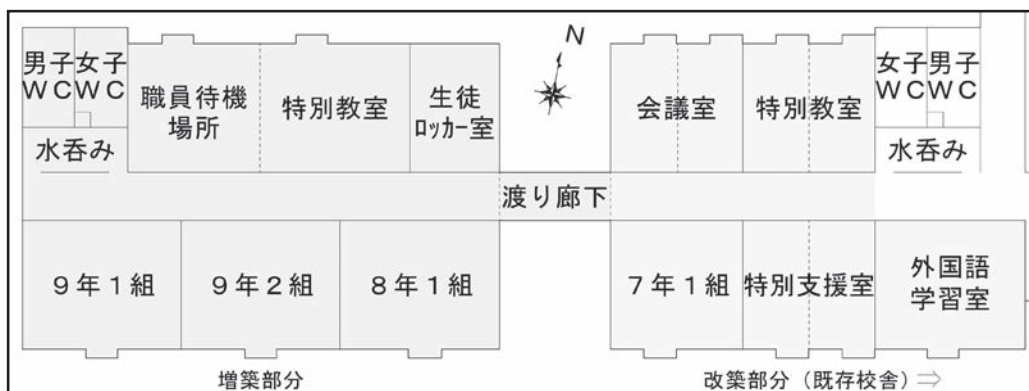 男子
WC
女子
WC
職員待機
場所
特別教室
生徒
ロッカー室
N
会議室
特別教室
女子
WC
男子
WC
水呑み
水呑み
渡り廊下
9年1組
9年2組
8年1組
7年1組
特別支援室
外国語
学習室
増築部分
改築部分(既存校舎)⇒